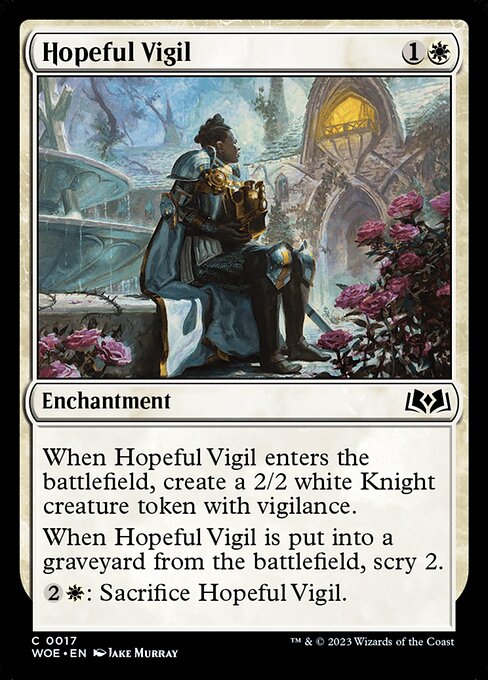 Hopeful Vigil 1
Enchantment
When Hopeful Vigil enters the
battlefield, create a 2/2 white Knight
creature token with vigilance.
When Hopeful Vigil is put into a
graveyard from the battlefield, scry 2.
2: Sacrifice Hopeful Vigil.
C 0017
WOE • EN Jake Murray
™ & © 2023 Wizards of the Coast